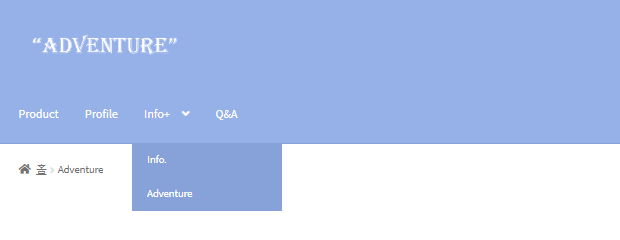 “ADVENTURE”
Product Profile Info+ Q&A
Info.
홈 Adventure
Adventure